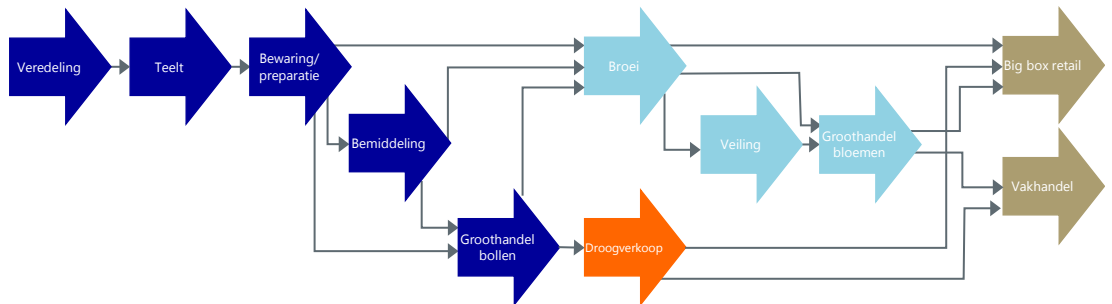 Veredeling
Teelt
Bewaring/
preparatie
Bemiddeling
Groothandel
bollen
Broei
Droogverkoop
Veiling
Groothandel
bloemen
Big box retail
Vakhandel